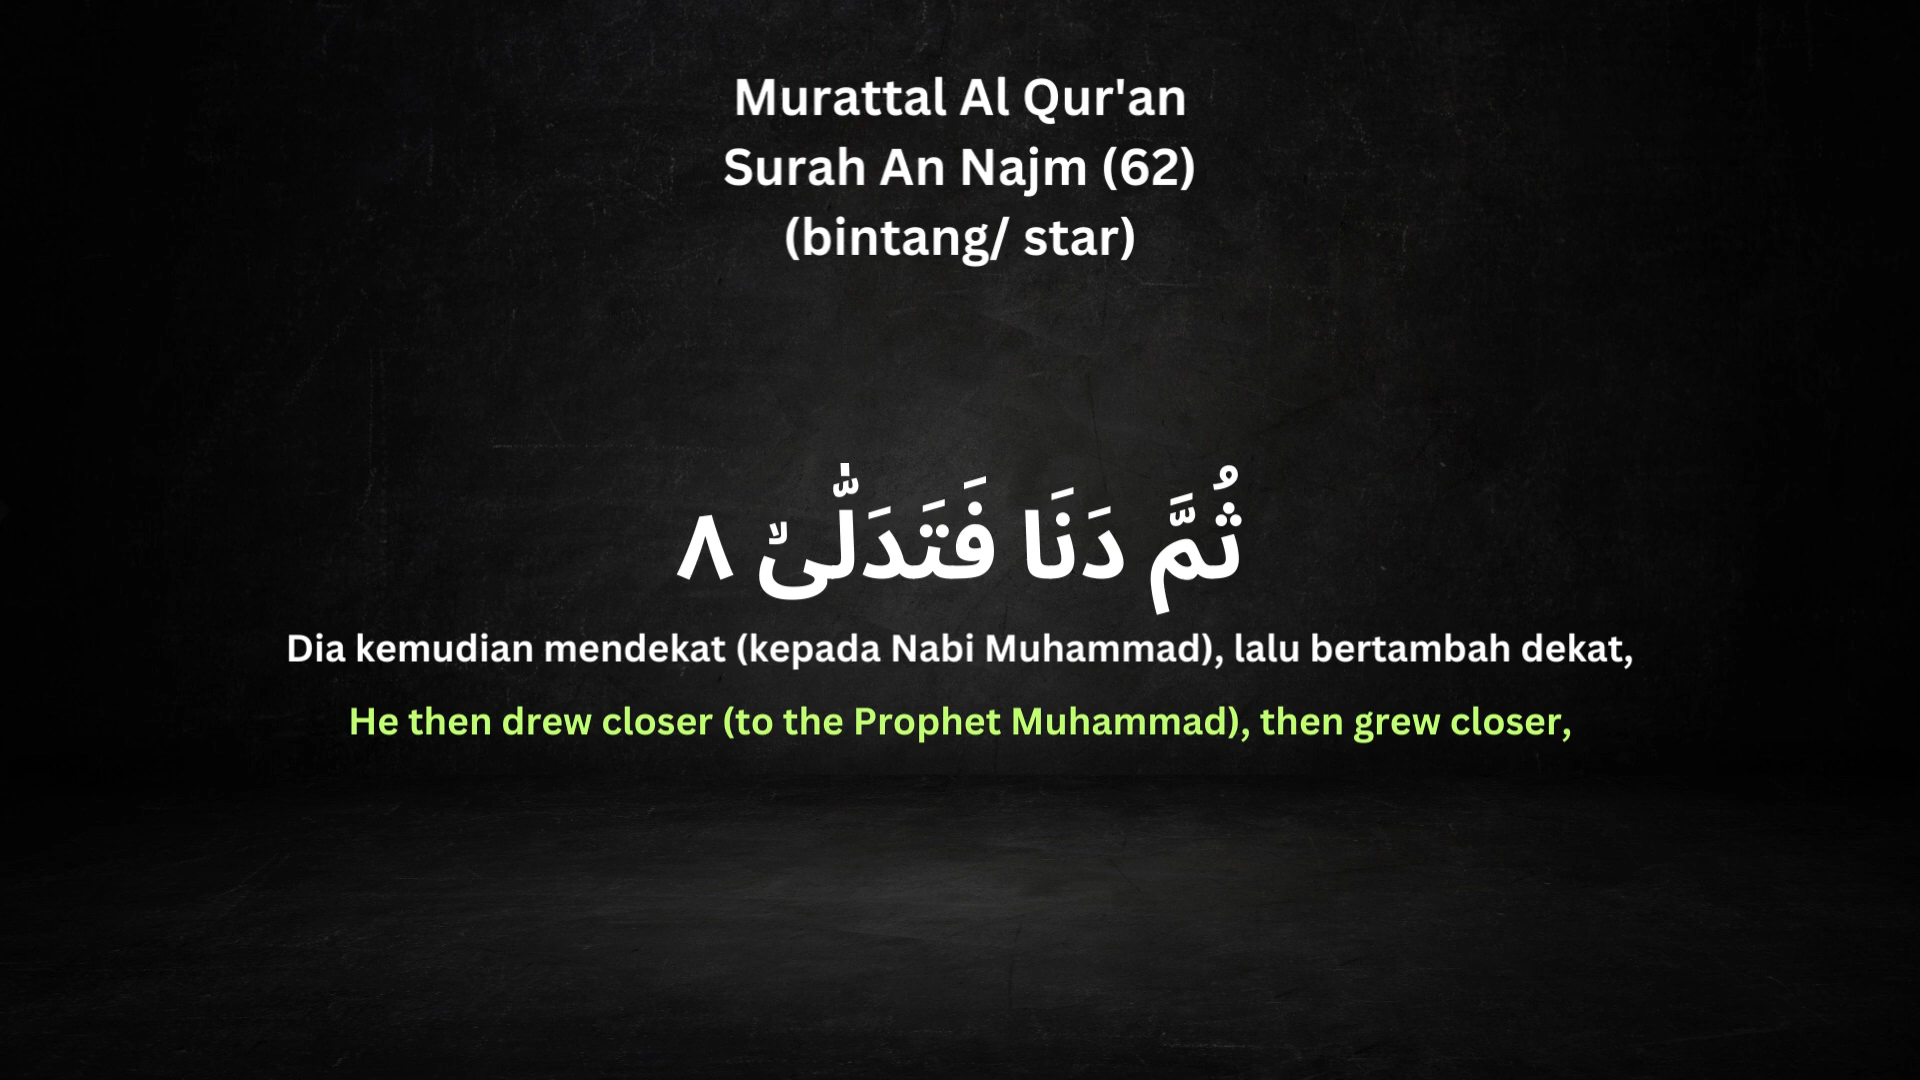 Murattal Al Qur'an
Surah An Najm (62)
(bintang/ star)
ثُمَّ دَنَا فَتَدَلّٰىۙ ٨
Dia kemudian mendekat (kepada Nabi Muhammad), lalu bertambah dekat,
He then drew closer (to the Prophet Muhammad), then grew closer,